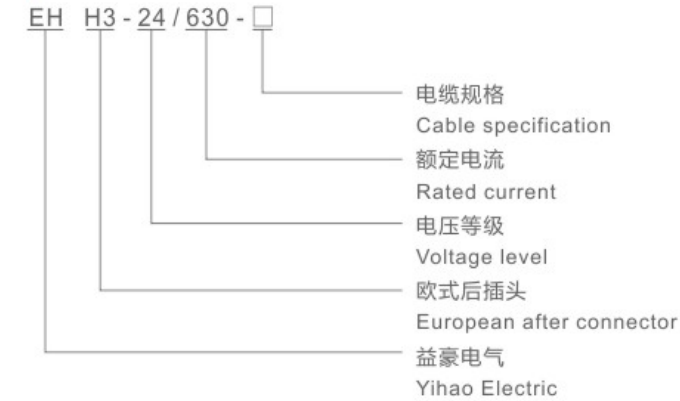 EH H3-24/630-□
电缆规格
Cable specification
额定电流
Rated current
电压等级
Voltage level
欧式后插头
European after connector
益豪电气
Yihao Electric